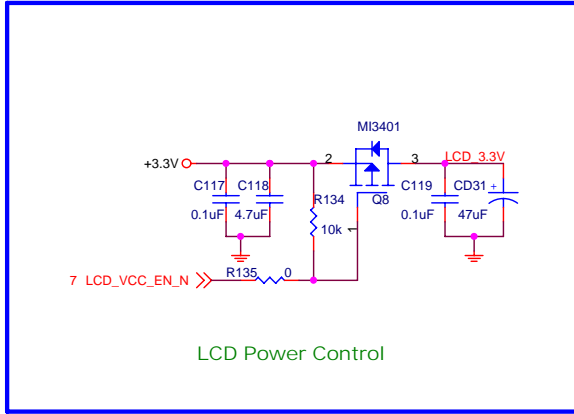 MI3401
+3.3V
2
3
LCD_3.3V
C117
C118
R134
Q8
C119
CD31
+
0.1uF
4.7uF
10k
1
0.1uF
47uF
7 LCD_VCC_EN_N
R135
0
LCD Power Control